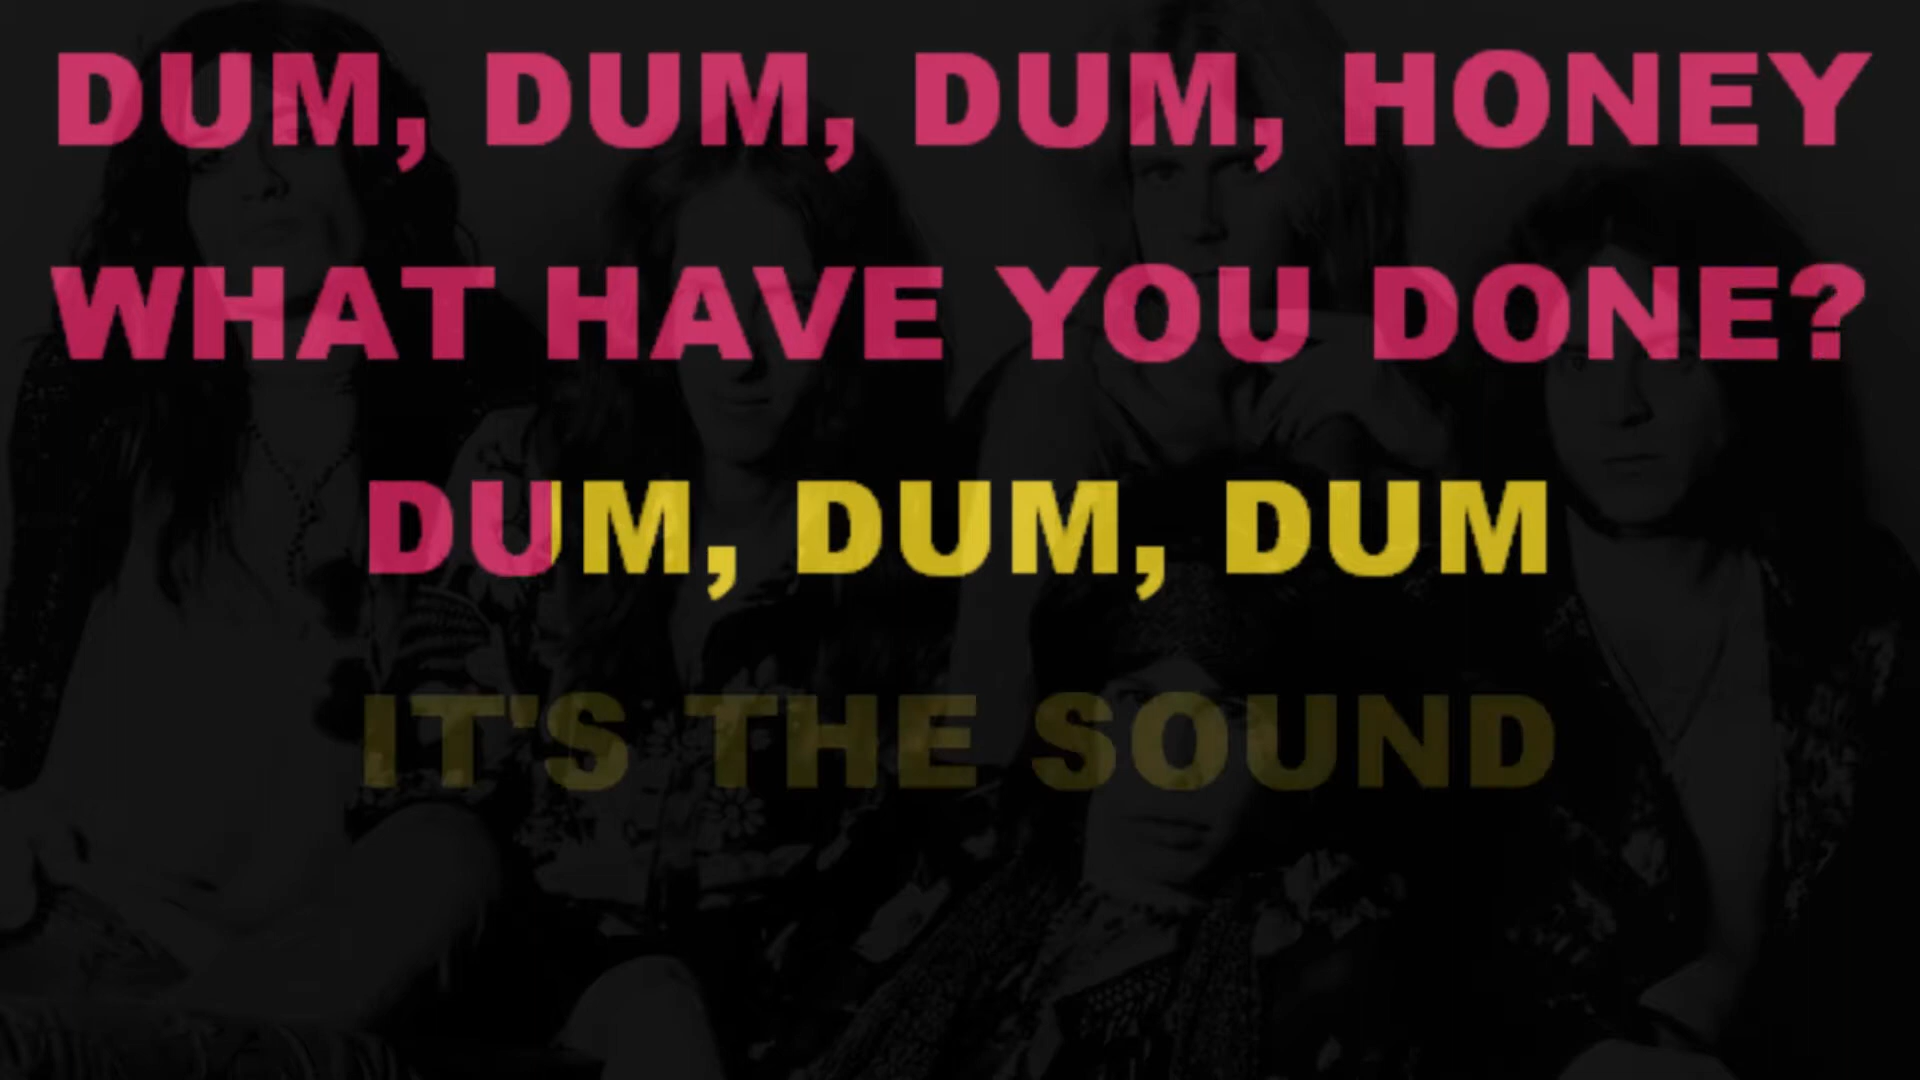 DUM, DUM, DUM, HONEY
WHAT HAVE YOU DONE?
DUM, DUM, DUM
IT'S THE SOUND